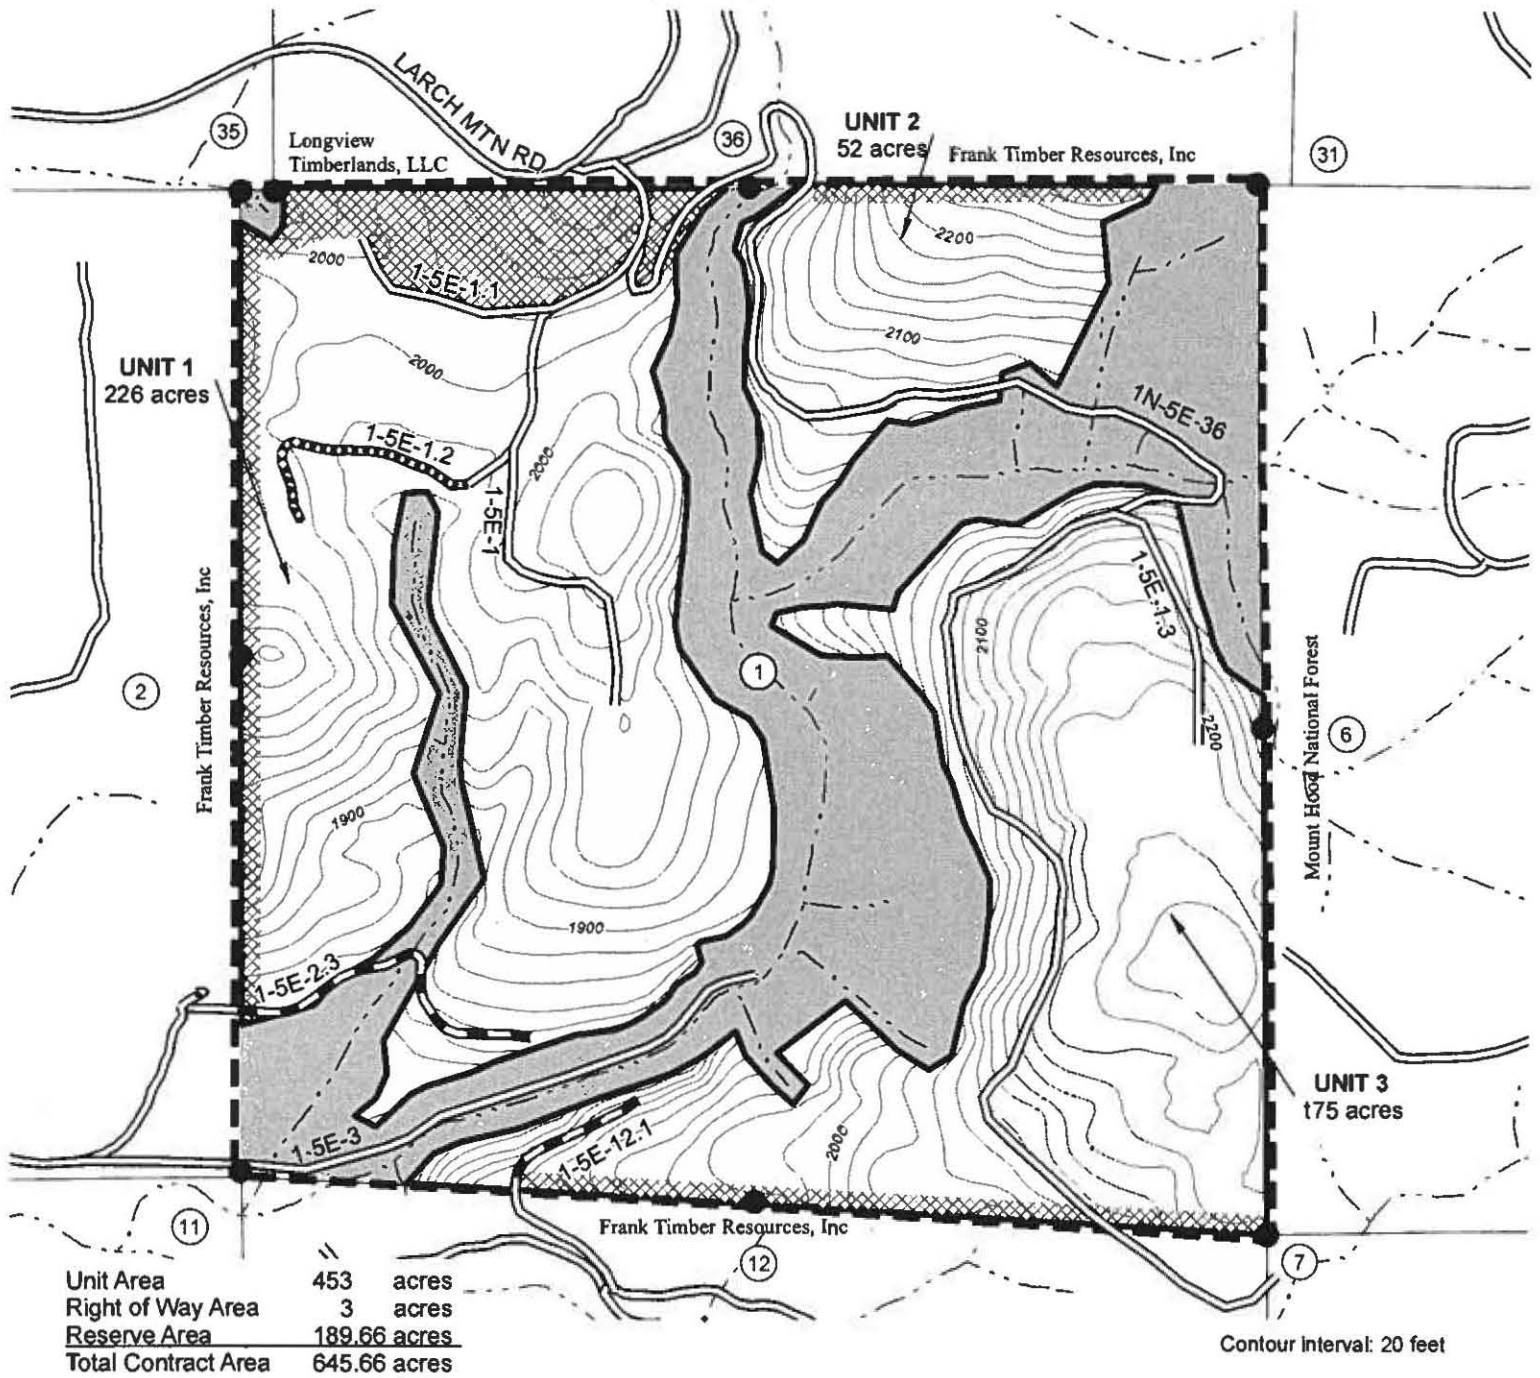 LARCH MTN RD
35
Longview
Timberlands, LLC
36
UNIT 2
52 acres
Frank Timber Resources, Inc
31
2000
1-5E-1.1
2200
2100
2000
UNIT 1
226 acres
1-5E-1.2
2000
1-5E-1
1N-5E-36
1-5E-1.3
2100
Frank Timber Resources, Inc
2
1
Mount Hood National Forest
6
2200
1900
1900
1-5E-2.3
UNIT 3
175 acres
1-5E-3
1-5E-12.1
2000
11
Frank Timber Resources, Inc
12
7
Unit Area 453 acres
Right of Way Area 3 acres
Reserve Area 189.66 acres
Total Contract Area 645.66 acres
Contour Interval: 20 feet